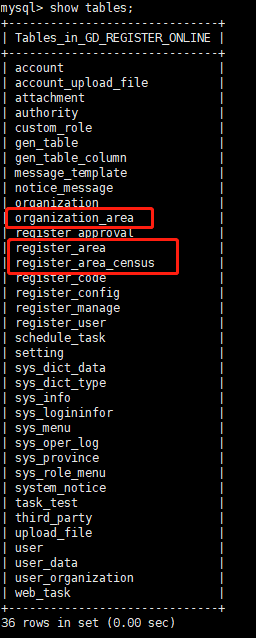 mysql> show tables;
+------------------------------+
| Tables_in_GD_REGISTER_ONLINE |
+------------------------------+
| account |
| account_upload_file |
| attachment |
| authority |
| custom_role |
| gen_table |
| gen_table_column |
| message_template |
| notice_message |
| organization |
| organization_area |
| register_approval |
| register_area |
| register_area_census |
| register_code |
| register_config |
| register_manage |
| register_user |
| schedule_task |
| setting |
| sys_dict_data |
| sys_dict_type |
| sys_info |
| sys_logininfor |
| sys_menu |
| sys_oper_log |
| sys_province |
| sys_role_menu |
| system_notice |
| task_test |
| third_party |
| upload_file |
| user |
| user_data |
| user_organization |
| web_task |
+------------------------------+
36 rows in set (0.00 sec)